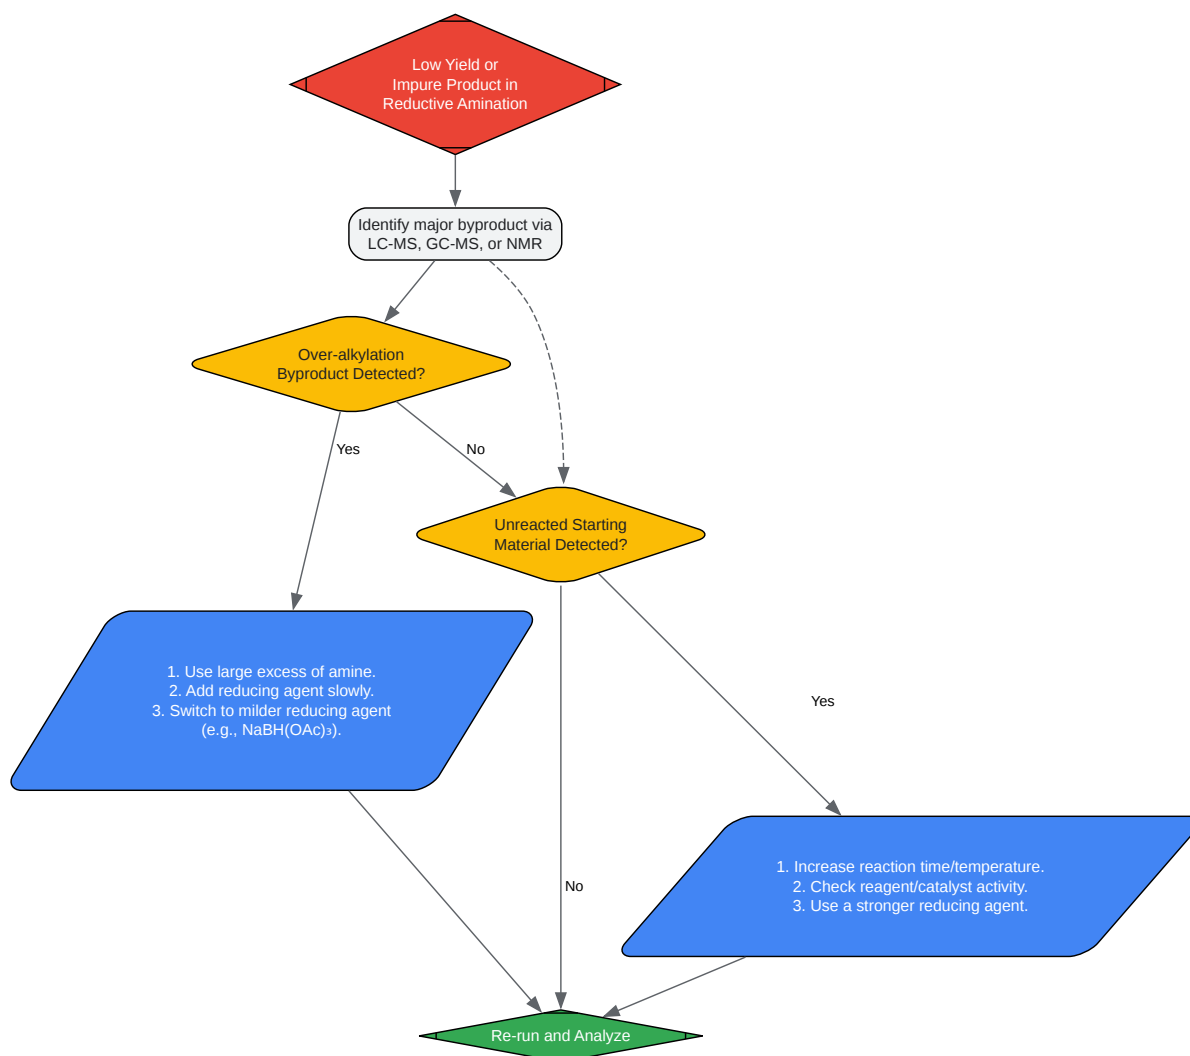 Low Yield or
Impure Product in
Reductive Amination
Identify major byproduct via
LC-MS, GC-MS, or NMR
Over-alkylation
Byproduct Detected?
Yes
No
Unreacted Starting
Material Detected?
1. Use large excess of amine.
2. Add reducing agent slowly.
3. Switch to milder reducing agent
(e.g., NaBH(OAc)₃).
Yes
1. Increase reaction time/temperature.
2. Check reagent/catalyst activity.
3. Use a stronger reducing agent.
No
Re-run and Analyze